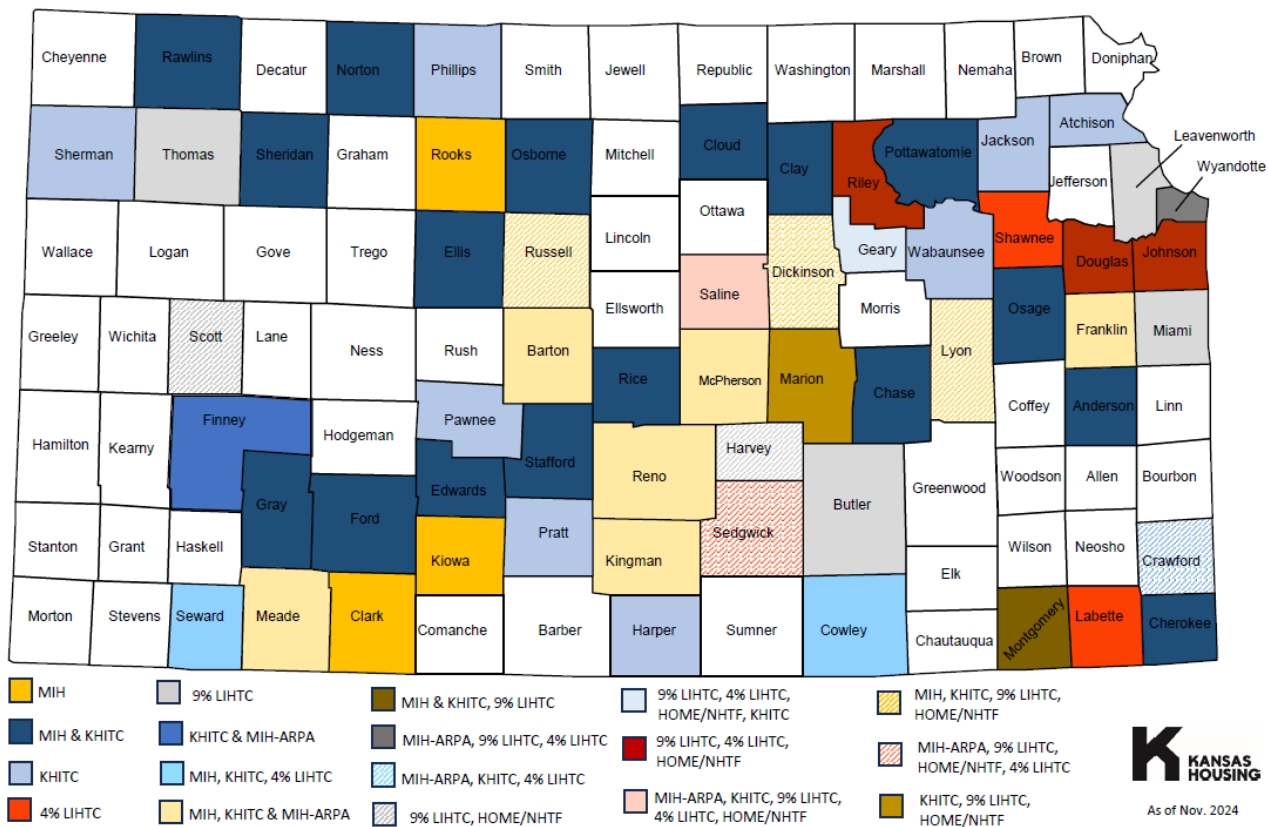 Cheyenne
Rawlins
Decatur
Norton
Phillips
Smith
Jewell
Republic
Washington
Marshall
Nemaha
Brown
Doniphan
Sherman
Thomas
Sheridan
Graham
Rooks
Osborne
Mitchell
Cloud
Clay
Riley
Pottawatomie
Jackson
Atchison
Jefferson
Leavenworth
Wyandotte
Wallace
Logan
Gove
Trego
Ellis
Russell
Lincoln
Ottawa
Saline
Dickinson
Geary
Wabaunsee
Shawnee
Douglas
Johnson
Greeley
Wichita
Scott
Lane
Ness
Rush
Barton
Ellsworth
Rice
McPherson
Marion
Morris
Chase
Lyon
Osage
Franklin
Miami
Hamilton
Kearny
Finney
Hodgeman
Pawnee
Stafford
Edwards
Gray
Ford
Reno
Harvey
Sedgwick
Butler
Greenwood
Coffey
Anderson
Linn
Woodson
Allen
Bourbon
Stanton
Grant
Haskell
Kiowa
Pratt
Kingman
Elk
Wilson
Neosho
Crawford
Morton
Stevens
Seward
Meade
Clark
Comanche
Barber
Harper
Sumner
Cowley
Chautauqua
Montgomery
Labette
Cherokee
MIH
MIH & KHITC
KHITC
4% LIHTC
9% LIHTC
KHITC & MIH-ARPA
MIH, KHITC, 4% LIHTC
MIH, KHITC & MIH-ARPA
MIH & KHITC, 9% LIHTC
MIH-ARPA, 9% LIHTC, 4% LIHTC
MIH-ARPA, KHITC, 4% LIHTC
9% LIHTC, HOME/NHTF
9% LIHTC, 4% LIHTC,
HOME/NHTF, KHITC
9% LIHTC, 4% LIHTC,
HOME/NHTF
MIH-ARPA, KHITC, 9% LIHTC,
4% LIHTC, HOME/NHTF
MIH, KHITC, 9% LIHTC,
HOME/NHTF
MIH-ARPA, 9% LIHTC,
HOME/NHTF, 4% LIHTC
KHITC, 9% LIHTC,
HOME/NHTF
K
KANSAS
HOUSING
As of Nov. 2024